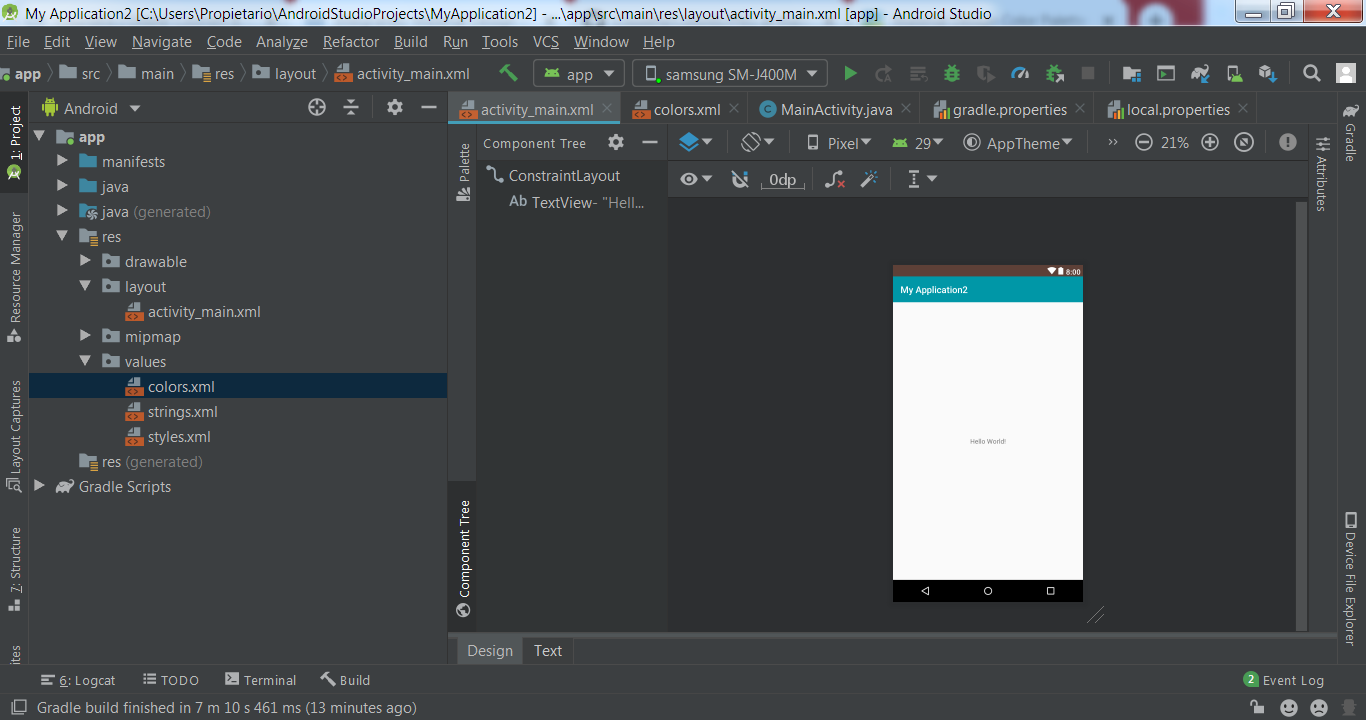 My Application2 [C:\Users\Propietario\AndroidStudioProjects\MyApplication2] - ...\app\src\main\res\layout\activity_main.xml [app] - Android Studio
File Edit View Navigate Code Analyze Refactor Build Run Tools VCS Window Help
app src main res layout activity_main.xml app samsung SM-J400M
Android
activity_main.xml colors.xml MainActivity.java gradle.properties local.properties
1: Project
Resource Manager
Layout Captures
7: Structure
app
manifests
java
java (generated)
res
drawable
layout
activity_main.xml
mipmap
values
colors.xml
strings.xml
styles.xml
res (generated)
Gradle Scripts
Palette
Component Tree
Component Tree
ConstraintLayout
Ab TextView- "Hell...
Pixel 29 AppTheme » 21%
0dp
8:00
My Application2
Hello World!
Attributes
Gradle
Device File Explorer
Design Text
6: Logcat TODO Terminal Build 2 Event Log
Gradle build finished in 7 m 10 s 461 ms (13 minutes ago)